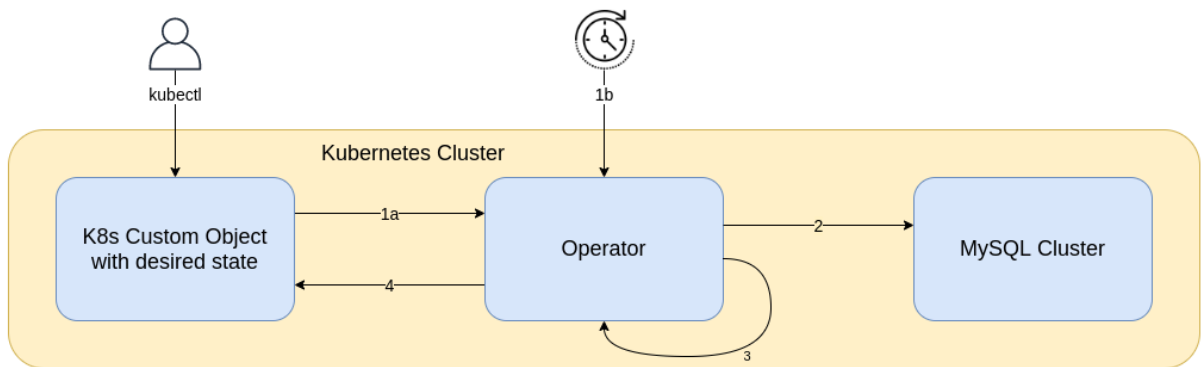 kubectl
1b
Kubernetes Cluster
K8s Custom Object
with desired state
1a
4
Operator
2
3
MySQL Cluster